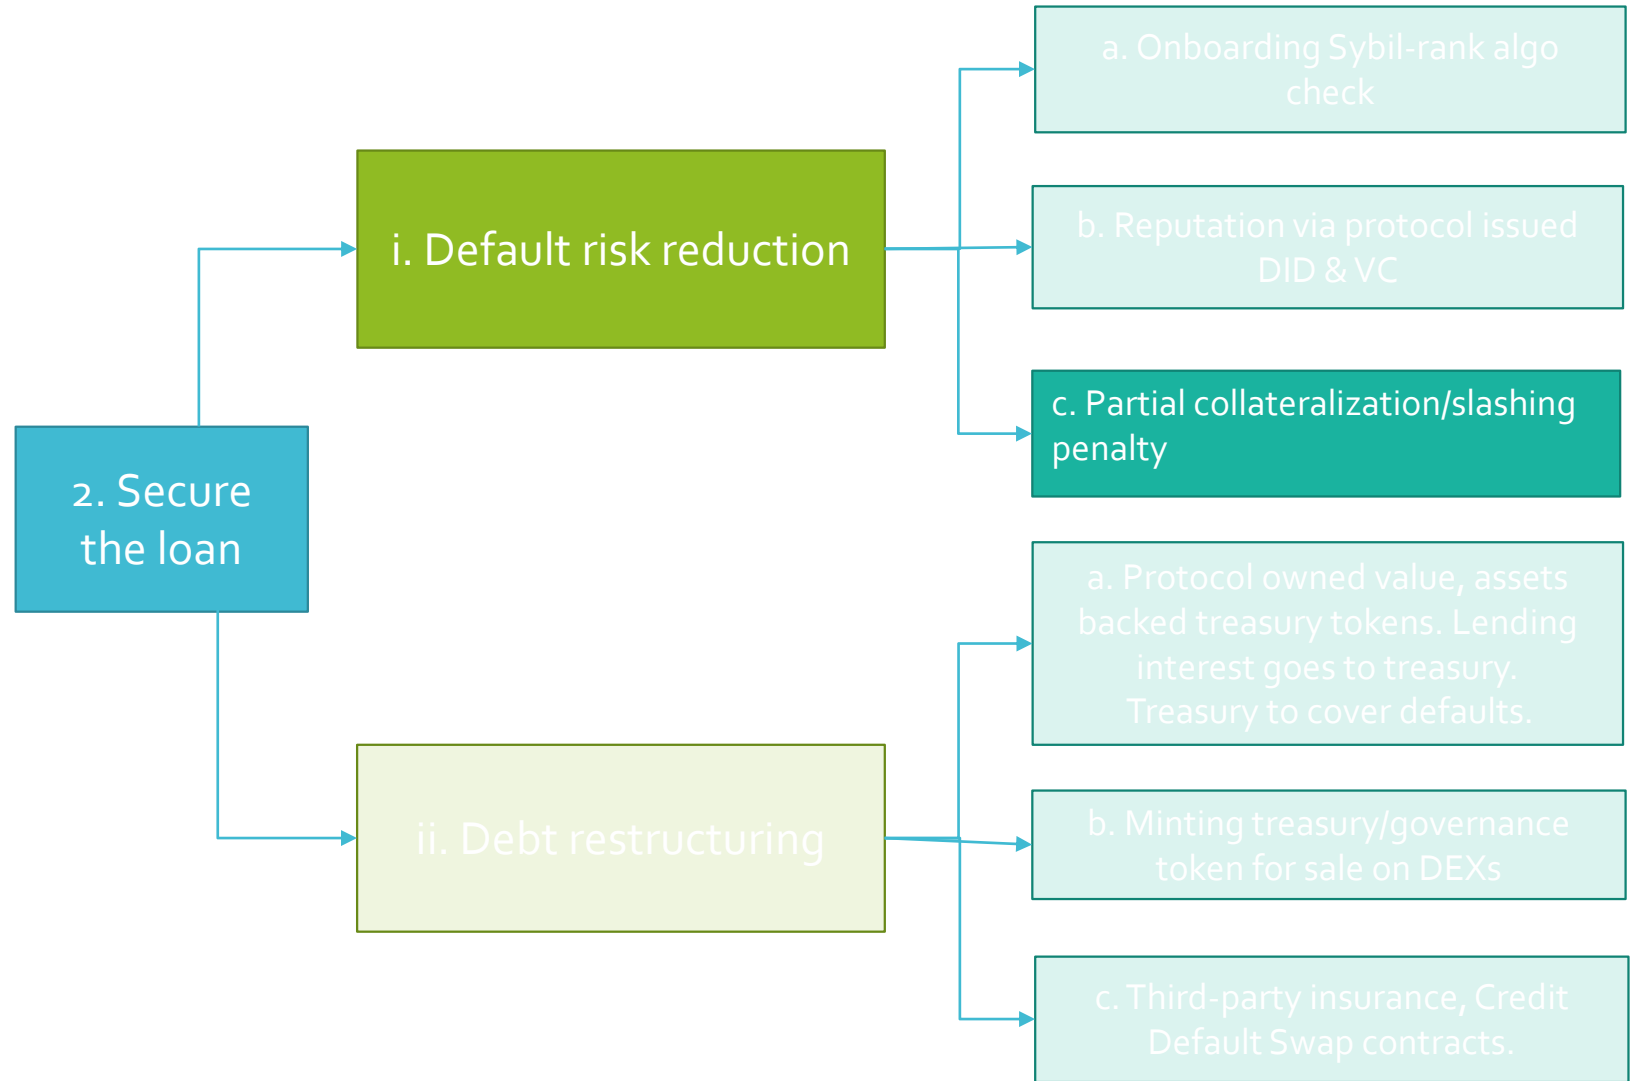 a. Onboarding Sybil-rank algo
check
i. Default risk reduction
b. Reputation via protocol issued
DID & VC
c. Partial collateralization/slashing
penalty
2. Secure
the loan
a. Protocol owned value, assets
backed treasury tokens. Lending
interest goes to treasury.
Treasury to cover defaults.
ii. Debt restructuring
b. Minting treasury/governance
token for sale on DEXs
c. Third-party insurance, Credit
Default Swap contracts.